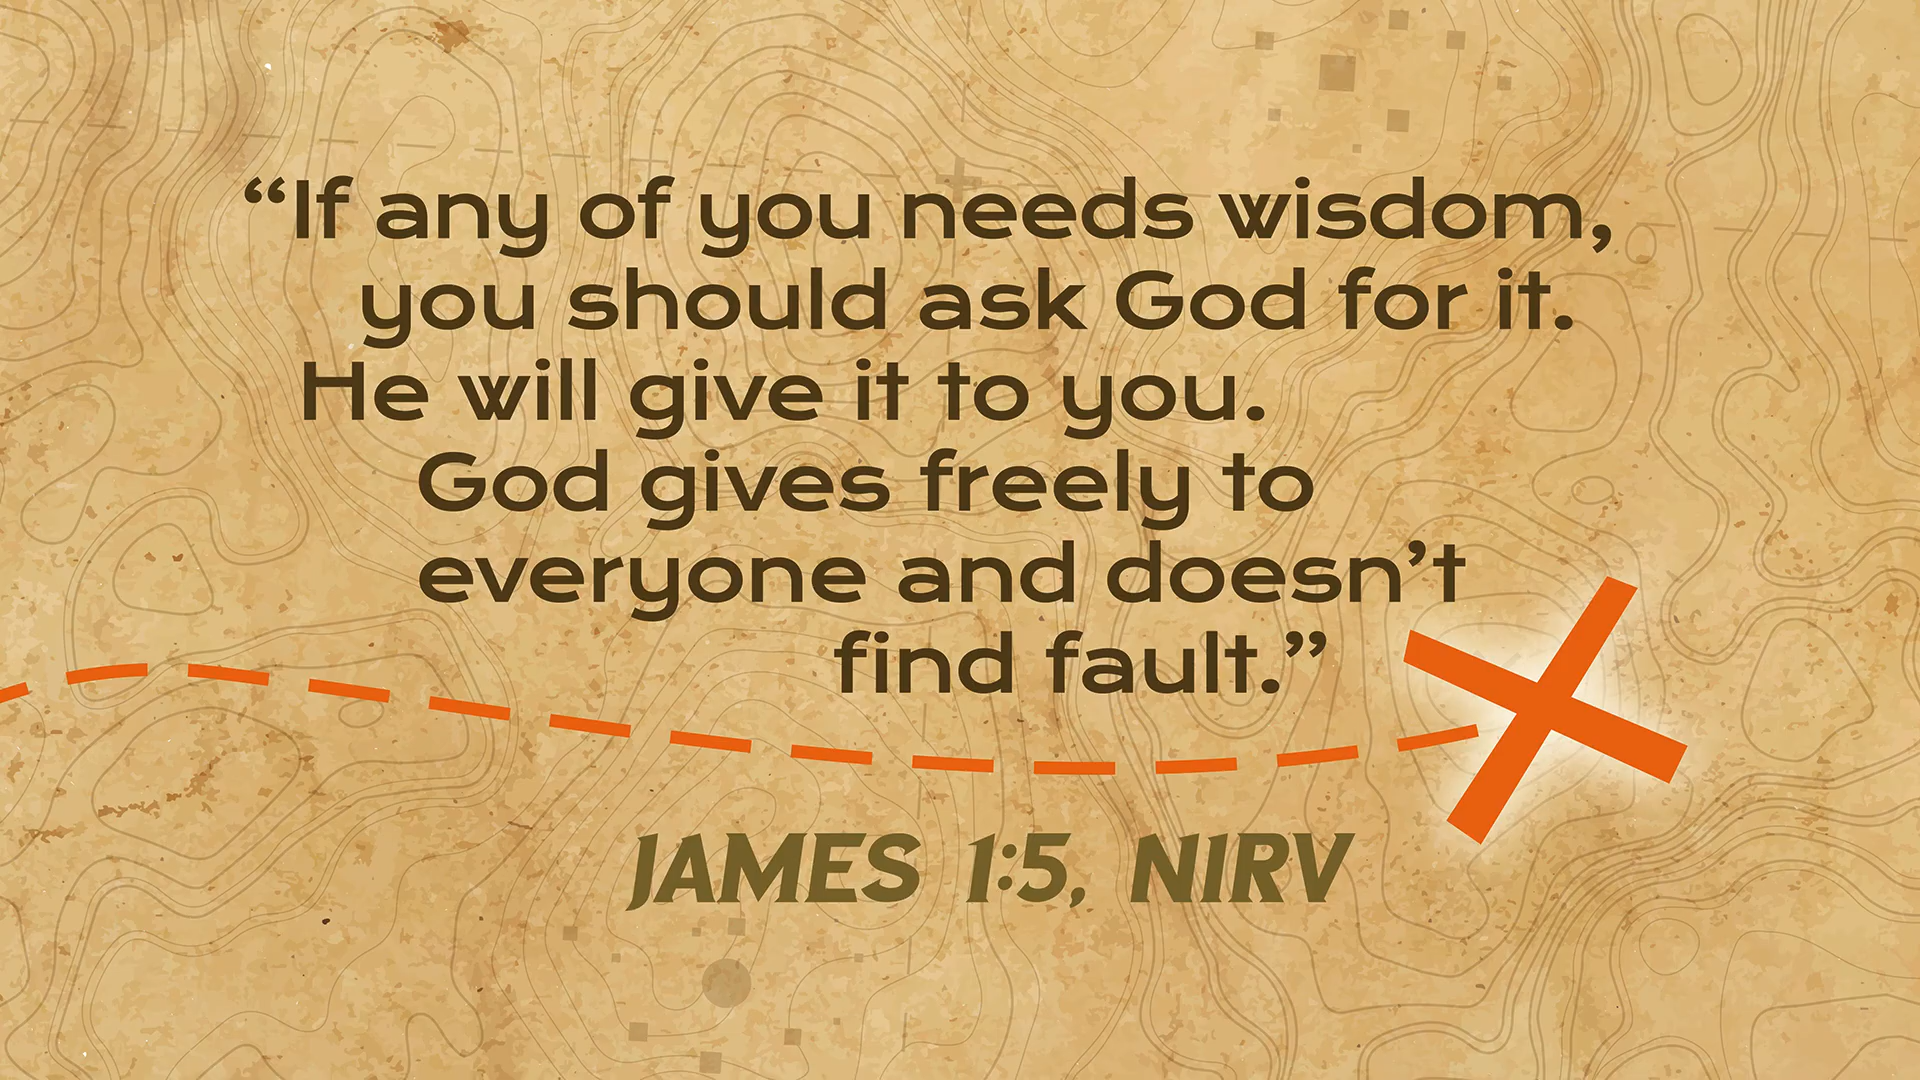 “If any of you needs wisdom,
you should ask God for it.
He will give it to you.
God gives freely to
everyone and doesn’t
find fault.”
JAMES 1:5, NIRV